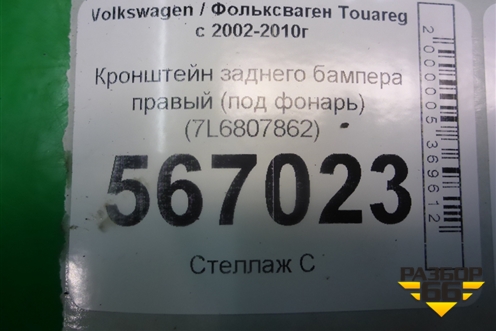 Volkswagen / Фольксваген Touareg
с 2002-2010г
Кронштейн заднего бампера
правый (под фонарь)
(7L6807862)
567023
Стеллаж С
2000005369612
РАЗБОР
66